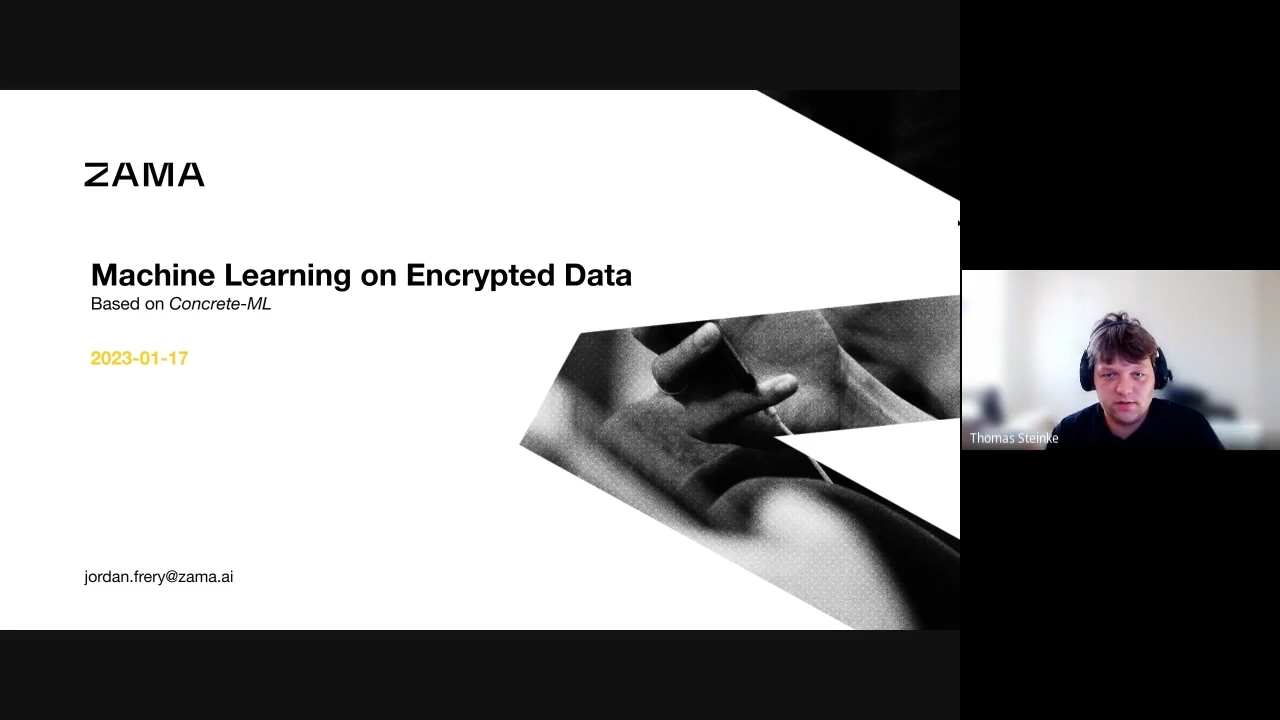 ZAMA
Machine Learning on Encrypted Data
Based on Concrete-ML
2023-01-17
jordan.frery@zama.ai
Thomas Steinke